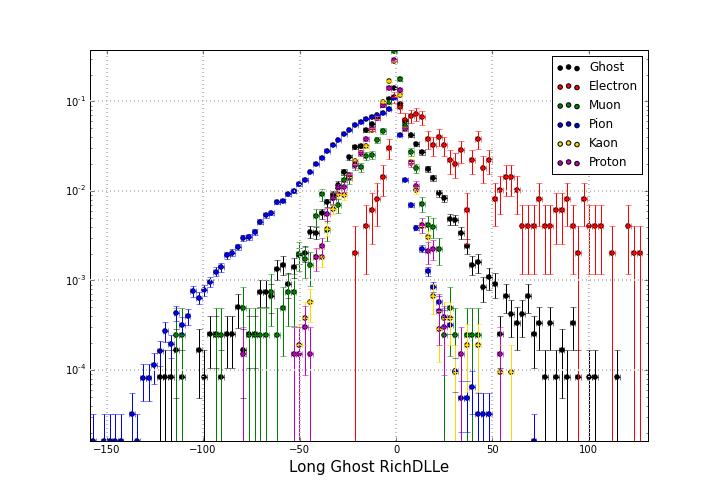 10⁻¹
10⁻²
10⁻³
10⁻⁴
−150
−100
−50
0
50
100
Long Ghost RichDLLe
Ghost
Electron
Muon
Pion
Kaon
Proton